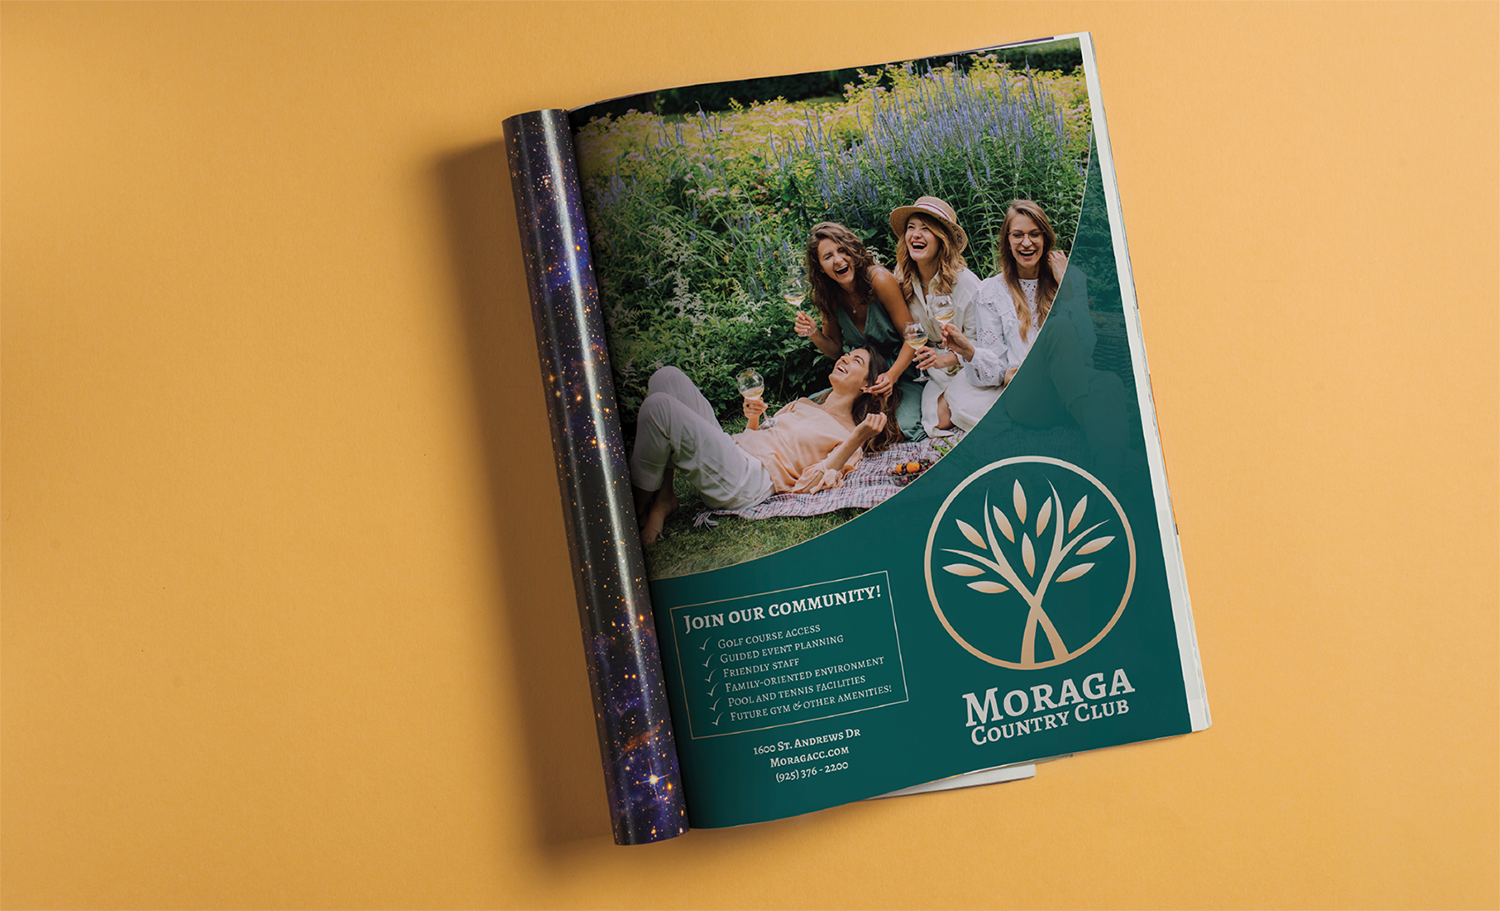 Join our community!
Golf course access
Guided event planning
Friendly staff
Family-oriented environment
Pool and tennis facilities
Future gym & other amenities!
1600 St. Andrews Dr
Moragacc.com
(925) 376 - 2200
Moraga
Country Club